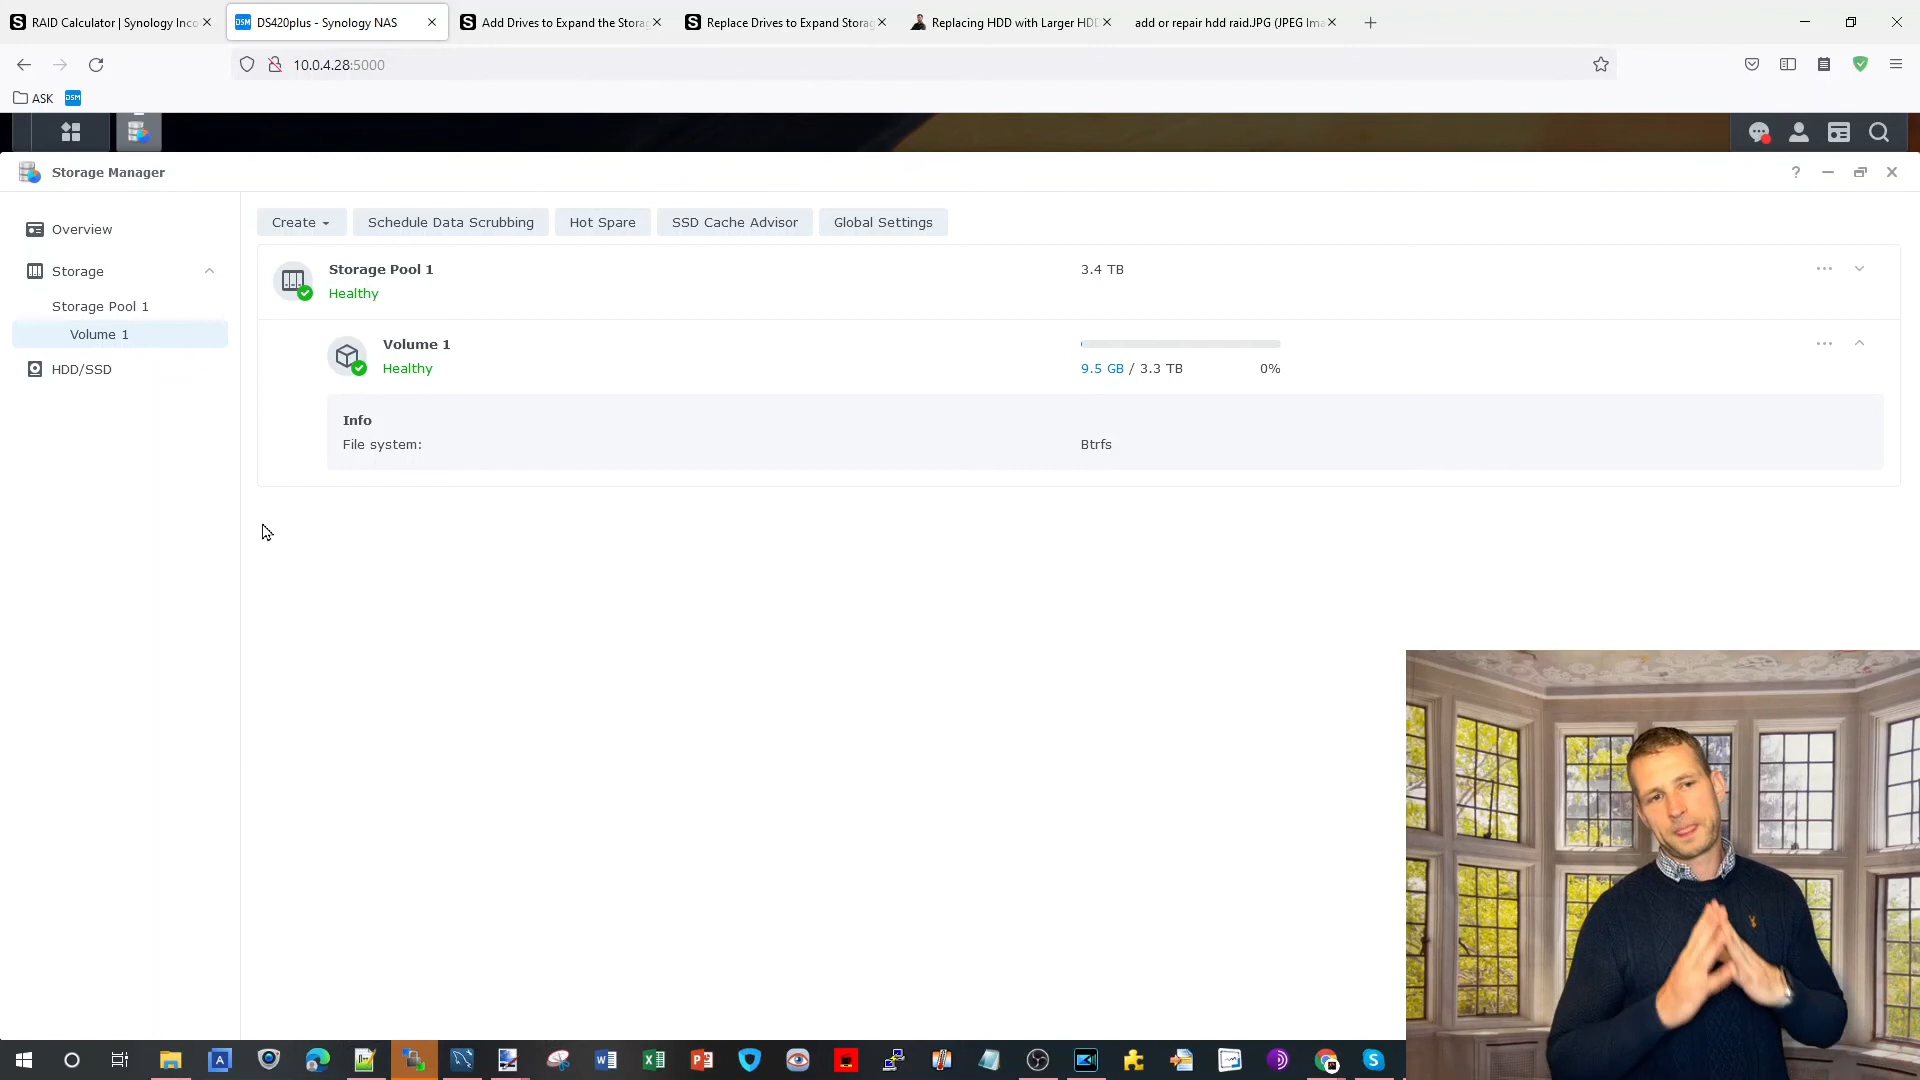 RAID Calculator | Synology Inco
DS420plus - Synology NAS
Add Drives to Expand the Storag
Replace Drives to Expand Storag
Replacing HDD with Larger HDD
add or repair hdd raid.JPG (JPEG Ima
10.0.4.28:5000
ASK
DSM
Storage Manager
Overview
Storage
Storage Pool 1
Volume 1
HDD/SSD
Create
Schedule Data Scrubbing
Hot Spare
SSD Cache Advisor
Global Settings
Storage Pool 1
3.4 TB
Healthy
Volume 1
Healthy
9.5 GB / 3.3 TB
0%
Info
File system:
Btrfs